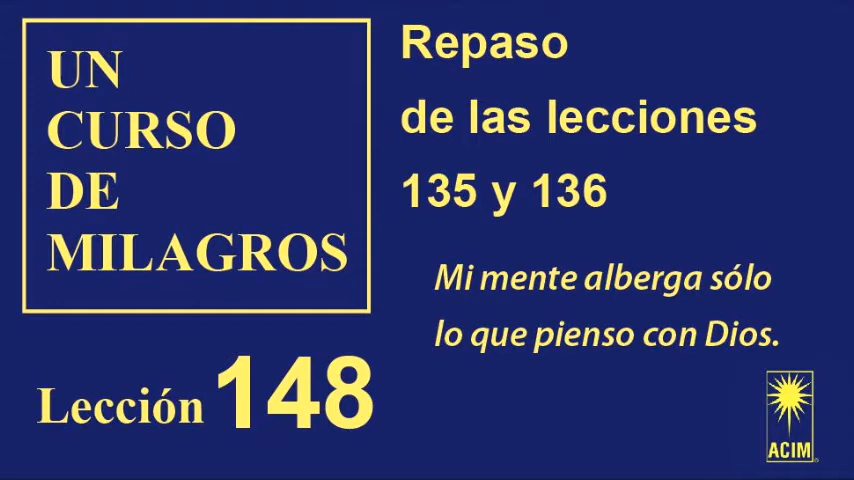 UN
CURSO
DE
MILAGROS
Lección 148
Repaso
de las lecciones
135 y 136
Mi mente alberga sólo
lo que pienso con Dios.
ACIM